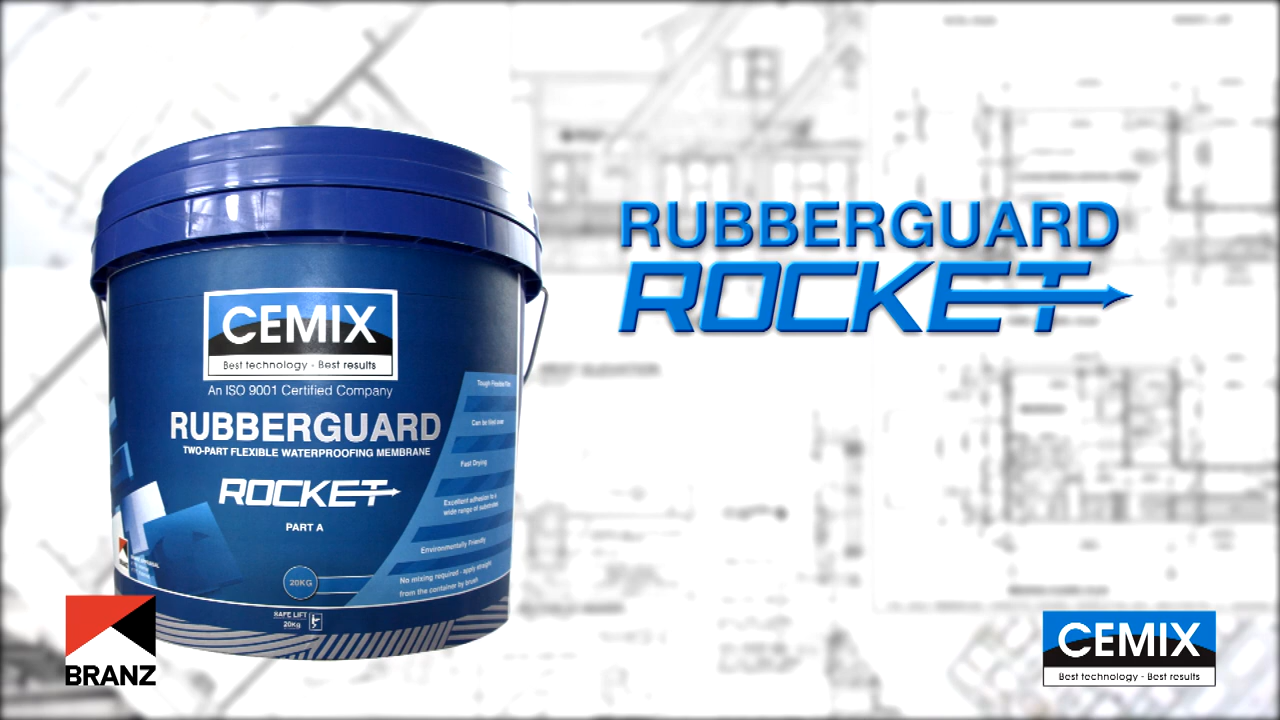 RUBBERGUARD
ROCKET
CEMIX
Best technology - Best results
An ISO 9001 Certified Company
RUBBERGUARD
TWO-PART FLEXIBLE WATERPROOFING MEMBRANE
ROCKET
PART A
Tough Flexible Film
Can be tiled over
Fast Drying
Excellent adhesion to a
wide range of substrates
Environmentally Friendly
No mixing required - apply straight
from the container by brush
20KG
SAFE LIFT
20Kg
BRANZ
CEMIX
Best technology - Best results